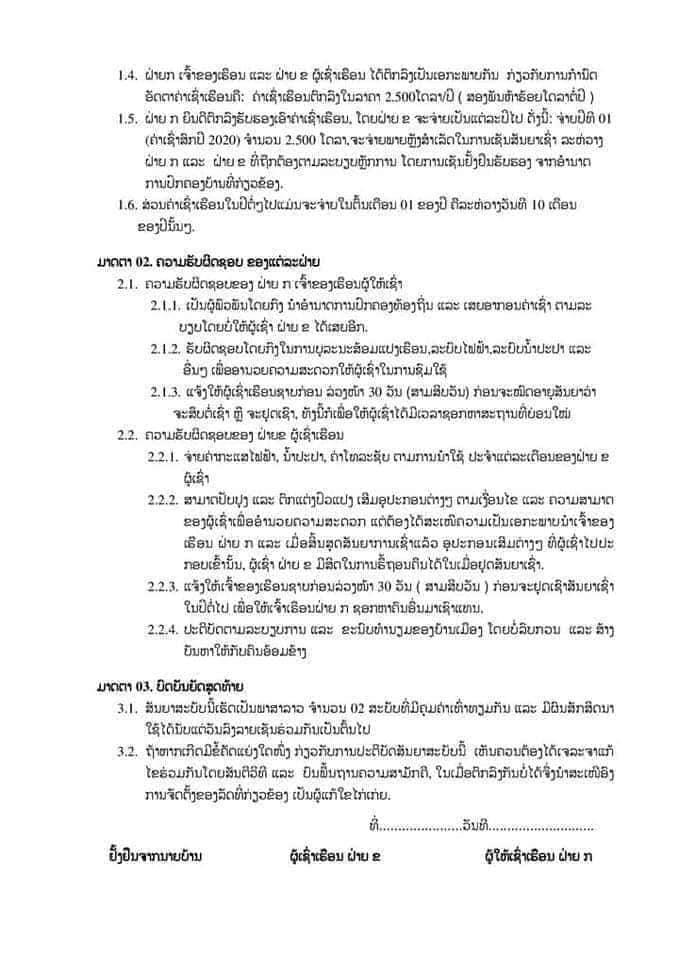 1.4. ຝ່າຍກ ເຈົ້າຂອງເຮືອນ ແລະ ຝ່າຍ ຂ ຜູ້ເຊົ່າເຮືອນ ໄດ້ຕົກລົງເປັນເອກະພາບກັນ ກ່ຽວກັບການກຳນົດ
ອັດຕາຄ່າເຊົ່າເຮືອນຄື: ຄ່າເຊົ່າເຮືອນຕົກລົງໃນລາຄາ 2.500ໂດລາ/ປີ ( ສອງພັນຫ້າຮ້ອຍໂດລາຕໍ່ປີ )
1.5. ຝ່າຍ ກ ຍິນດີຕົກລົງຮັບຮອງເອົາຄ່າເຊົ່າເຮືອນ, ໂດຍຝ່າຍ ຂ ຈະຈ່າຍເປັນແຕ່ລະປີໄປ ດັ່ງນີ້: ຈ່າຍປີທີ 01
(ຄ່າເຊົ່າສົກປີ 2020) ຈຳນວນ 2.500 ໂດລາ,ຈະຈ່າຍພາຍຫຼັງສຳເລັດໃນການເຊັນສັນຍາເຊົ່າ ລະຫວ່າງ
ຝ່າຍ ກ ແລະ ຝ່າຍ ຂ ທີ່ຖືກຕ້ອງຕາມລະບຽບຫຼັກການ ໂດຍການເຊັນຢັ້ງຢືນຮັບຮອງ ຈາກອຳນາດ
ການປົກຄອງບ້ານທີ່ກ່ຽວຂ້ອງ.
1.6. ສ່ວນຄ່າເຊົ່າເຮືອນໃນປີຕໍ່ໆໄປແມ່ນຈະຈ່າຍໃນຕົ້ນເດືອນ 01 ຂອງປີ ຄືລະຫ່ວາງວັນທີ 10 ເດືອນ
ຂອງປີນັ້ນໆ.
ມາດຕາ 02. ຄວາມຮັບຜິດຊອບ ຂອງແຕ່ລະຝ່າຍ
2.1. ຄວາມຮັບຜິດຊອບຂອງ ຝ່າຍ ກ ເຈົ້າຂອງເຮືອນຜູ້ໃຫ້ເຊົ່າ
2.1.1. ເປັນຜູ້ພົວພັນໂດຍກົງ ນຳອຳນາດການປົກຄອງທ້ອງຖິ່ນ ແລະ ເສຍອາກອນຄ່າເຊົ່າ ຕາມລະ
ບຽບໂດຍບໍ່ໃຫ້ຜູ້ເຊົ່າ ຝ່າຍ ຂ ໄດ້ເສຍອີກ.
2.1.2. ຮັບຜິດຊອບໂດຍກົງໃນການບູລະນະສ້ອມແປງເຮືອນ,ລະບົບໄຟຟ້າ,ລະບົບນ້ຳປະປາ ແລະ
ອື່ນໆ ເພື່ອອານວຍຄວາມສະດວກໃຫ້ຜູ້ເຊົ່າໃນການຊົມໃຊ້
2.1.3. ແຈ້ງໃຫ້ຜູ້ເຊົ່າເຮືອນຊາບກ່ອນ ລ່ວງໜ້າ 30 ວັນ (ສາມສິບວັນ) ກ່ອນຈະໝົດອາຍຸສັນຍາວ່າ
ຈະສືບຕໍ່ເຊົ່າ ຫຼື ຈະຢຸດເຊົາ, ທັງນີ້ກໍເພື່ອໃຫ້ຜູ້ເຊົ່າໄດ້ມີເວລາຊອກຫາສະຖານທີ່ບ່ອນໃໝ່
2.2. ຄວາມຮັບຜິດຊອບຂອງ ຝ່າຍຂ ຜູ້ເຊົ່າເຮືອນ
2.2.1. ຈ່າຍຄ່າກະແສໄຟຟ້າ, ນ້ຳປະປາ, ຄ່າໂທລະຊັບ ຕາມການນຳໃຊ້ ປະຈຳແຕ່ລະເດືອນຂອງຝ່າຍ ຂ
ຜູ້ເຊົ່າ
2.2.2. ສາມາດປັບປຸງ ແລະ ຕົກແຕ່ງປົວແປງ ເສີມອຸປະກອນຕ່າງໆ ຕາມເງື່ອນໄຂ ແລະ ຄວາມສາມາດ
ຂອງຜູ້ເຊົ່າເພື່ອອຳນວຍຄວາມສະດວກ ແຕ່ຕ້ອງໄດ້ສະເໜີຄວາມເປັນເອກະພາບນຳເຈົ້າຂອງ
ເຮືອນ ຝ່າຍ ກ ແລະ ເມື່ອສິ້ນສຸດສັນຍາການເຊົ່າແລ້ວ ອຸປະກອນເສີມຕ່າງໆ ທີ່ຜູ້ເຊົ່າໄປປະ
ກອບເຂົ້ານັ້ນ, ຜູ້ເຊົ່າ ຝ່າຍ ຂ ມີສິດໃນການຮື້ຖອນຄືນໄດ້ໃນເມື່ອຢຸດສັນຍາເຊົ່າ.
2.2.3. ແຈ້ງໃຫ້ເຈົ້າຂອງເຮືອນຊາບກ່ອນລ່ວງໜ້າ 30 ວັນ ( ສາມສິບວັນ ) ກ່ອນຈະຢຸດເຊົາສັນຍາເຊົ່າ
ໃນປີຕໍ່ໄປ ເພື່ອໃຫ້ເຈົ້າເຮືອນຝ່າຍ ກ ຊອກຫາຄົນອື່ນມາເຊົ່າແທນ.
2.2.4. ປະຕິບັດຕາມລະບຽບການ ແລະ ຂະນົບທຳນຽມຂອງບ້ານເມືອງ ໂດຍບໍ່ລົບກວນ ແລະ ສ້າງ
ບັນຫາໃຫ້ກັບຄົນອ້ອມຂ້າງ
ມາດຕາ 03. ບົດບັນຍັດສຸດທ້າຍ
3.1. ສັນຍາສະບັບນີ້ເຮັດເປັນພາສາລາວ ຈຳນວນ 02 ສະບັບທີ່ມີຄຸມຄ່າເທົ່າທຽມກັນ ແລະ ມີຜົນສັກສິດນາ
ໃຊ້ໄດ້ນັບແຕ່ວັນລົງລາຍເຊັນຮ່ວມກັນເປັນຕົ້ນໄປ
3.2. ຖ້າຫາກເກີດມີຂໍ້ຄັດແຍ່ງໃດໜຶ່ງ ກ່ຽວກັບການປະຕິບັດສັນຍາສະບັບນີ້ ເຫັນຄວນຕ້ອງໄດ້ເຈລະຈາແກ້
ໄຂຮ່ວມກັນໂດຍສັນຕິວິທີ ແລະ ບົນພື້ນຖານຄວາມສາມັກຄີ, ໃນເມື່ອຕົກລົງກັນບໍ່ໄດ້ຈຶ່ງນຳສະເໜີອົງ
ການຈັດຕັ້ງຂອງລັດທີ່ກ່ຽວຂ້ອງ ເປັນຜູ້ແກ້ໃຂໄກ່ເກ່ຍ.
ທີ່......................ວັນທີ............................
ຢັ້ງຢືນຈາກນາຍບ້ານ ຜູ້ເຊົ່າເຮືອນ ຝ່າຍ ຂ ຜູ້ໃຫ້ເຊົ່າເຮືອນ ຝ່າຍ ກ